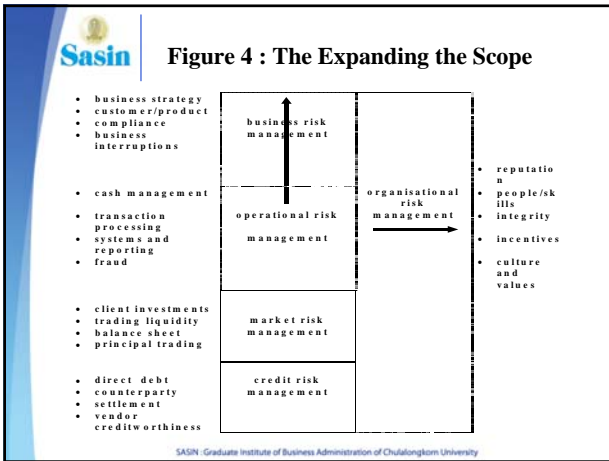 Sasin
Figure 4 : The Expanding the Scope
• business strategy
• customer/product
• compliance
• business
interruptions
business risk
management
• cash management
• transaction
processing
• systems and
reporting
• fraud
operational risk
management
organisational
risk
management
• reputatio
n
• people/sk
ills
• integrity
• incentives
• culture
and
values
• client investments
• trading liquidity
• balance sheet
• principal trading
market risk
management
• direct debt
• counterparty
• settlement
• vendor
creditworthiness
credit risk
management
SASIN : Graduate Institute of Business Administration of Chulalongkorn University